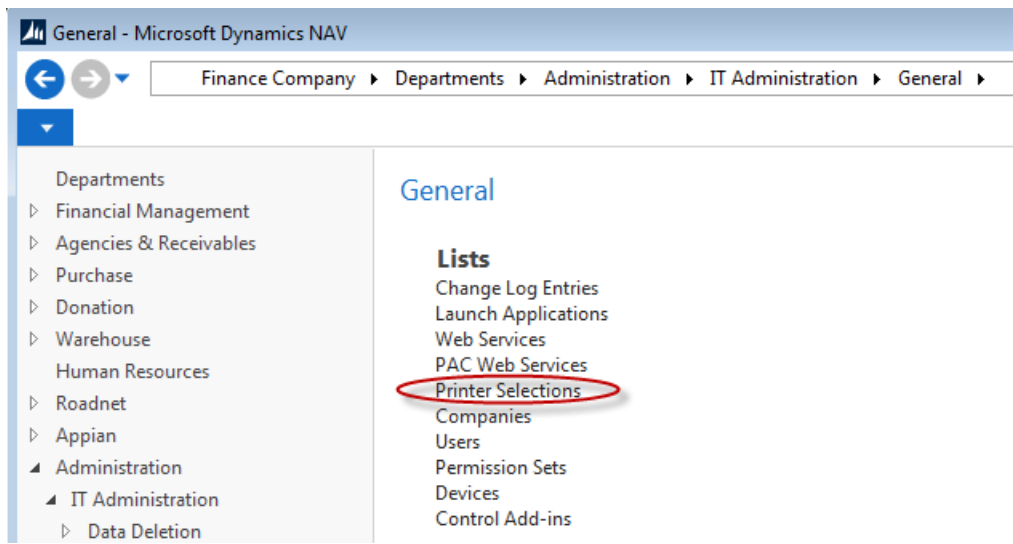 General - Microsoft Dynamics NAV
Finance Company Departments Administration IT Administration General
Departments
Financial Management
Agencies & Receivables
Purchase
Donation
Warehouse
Human Resources
Roadnet
Appian
Administration
IT Administration
Data Deletion
General
Lists
Change Log Entries
Launch Applications
Web Services
PAC Web Services
Printer Selections
Companies
Users
Permission Sets
Devices
Control Add-ins